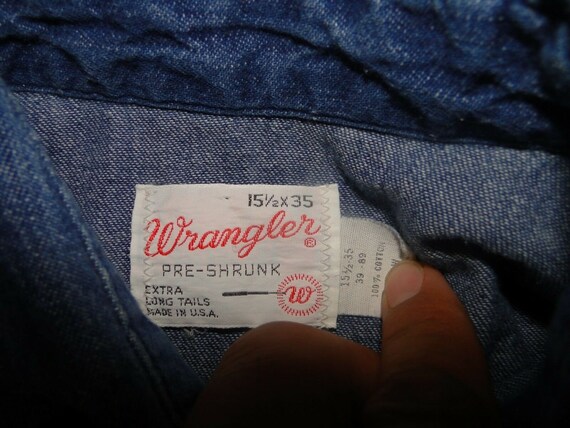 15½X35
Wrangler®
PRE-SHRUNK
EXTRA
LONG TAILS
MADE IN U.S.A.
W
15½-35
39-89
100% COTTON